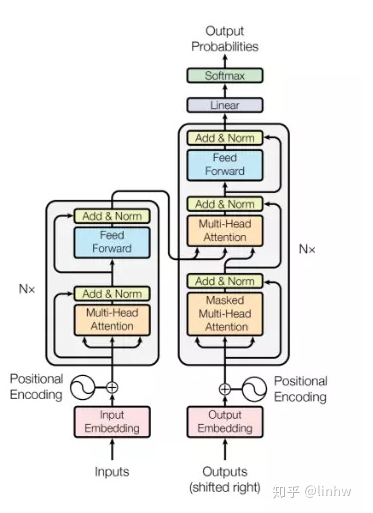 Output
Probabilities
Softmax
Linear
Add & Norm
Feed
Forward
Add & Norm
Multi-Head
Attention
Add & Norm
Masked
Multi-Head
Attention
N×
Add & Norm
Feed
Forward
Add & Norm
Multi-Head
Attention
N×
Positional
Encoding
Positional
Encoding
Input
Embedding
Output
Embedding
Inputs
Outputs
(shifted right)
知乎 @linhw